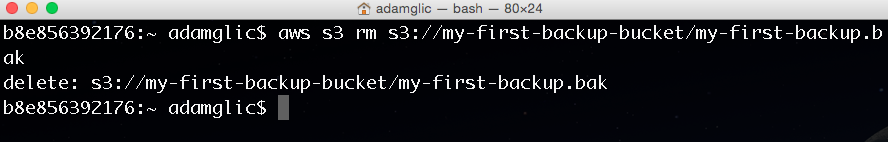 adamglic — bash — 80×24
b8e856392176:~ adamglic$ aws s3 rm s3://my-first-backup-bucket/my-first-backup.b
ak
delete: s3://my-first-backup-bucket/my-first-backup.bak
b8e856392176:~ adamglic$